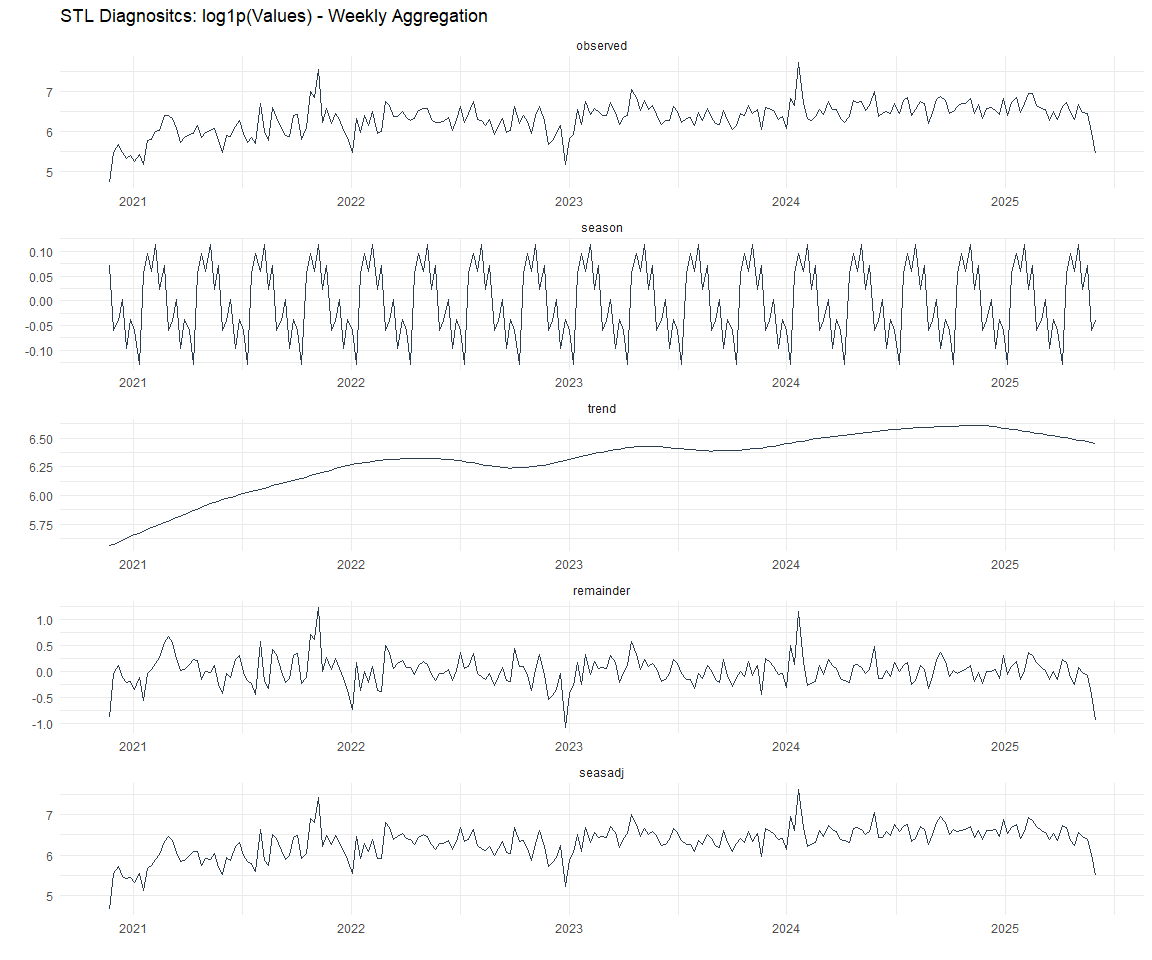 STL Diagnositcs: log1p(Values) - Weekly Aggregation
observed
7
6
5
2021 2022 2023 2024 2025
season
0.10
0.05
0.00
-0.05
-0.10
2021 2022 2023 2024 2025
trend
6.50
6.25
6.00
5.75
2021 2022 2023 2024 2025
remainder
1.0
0.5
0.0
-0.5
-1.0
2021 2022 2023 2024 2025
seasadj
7
6
5
2021 2022 2023 2024 2025